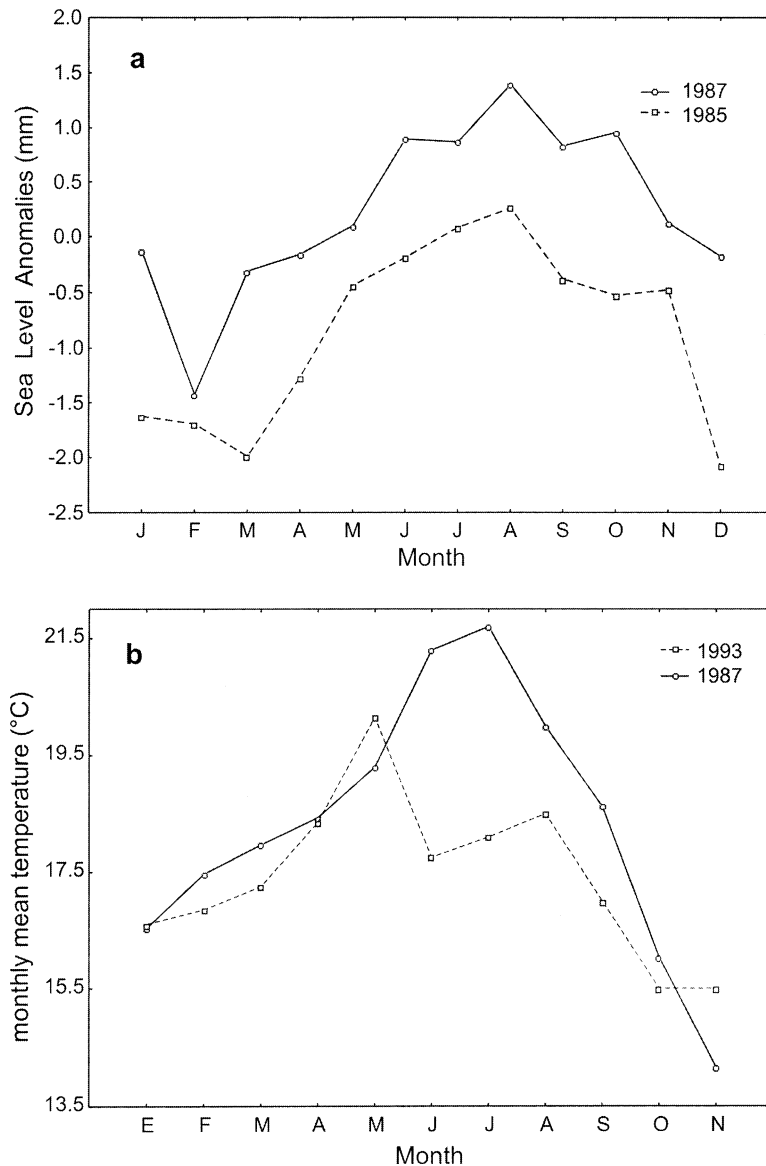 a
2.0
1.5
1.0
0.5
0.0
-0.5
-1.0
-1.5
-2.0
-2.5
Sea Level Anomalies (mm)
1987
1985
J F M A M J J A S O N D
Month
b
21.5
19.5
17.5
15.5
13.5
monthly mean temperature (°C)
1993
1987
E F M A M J J A S O N
Month